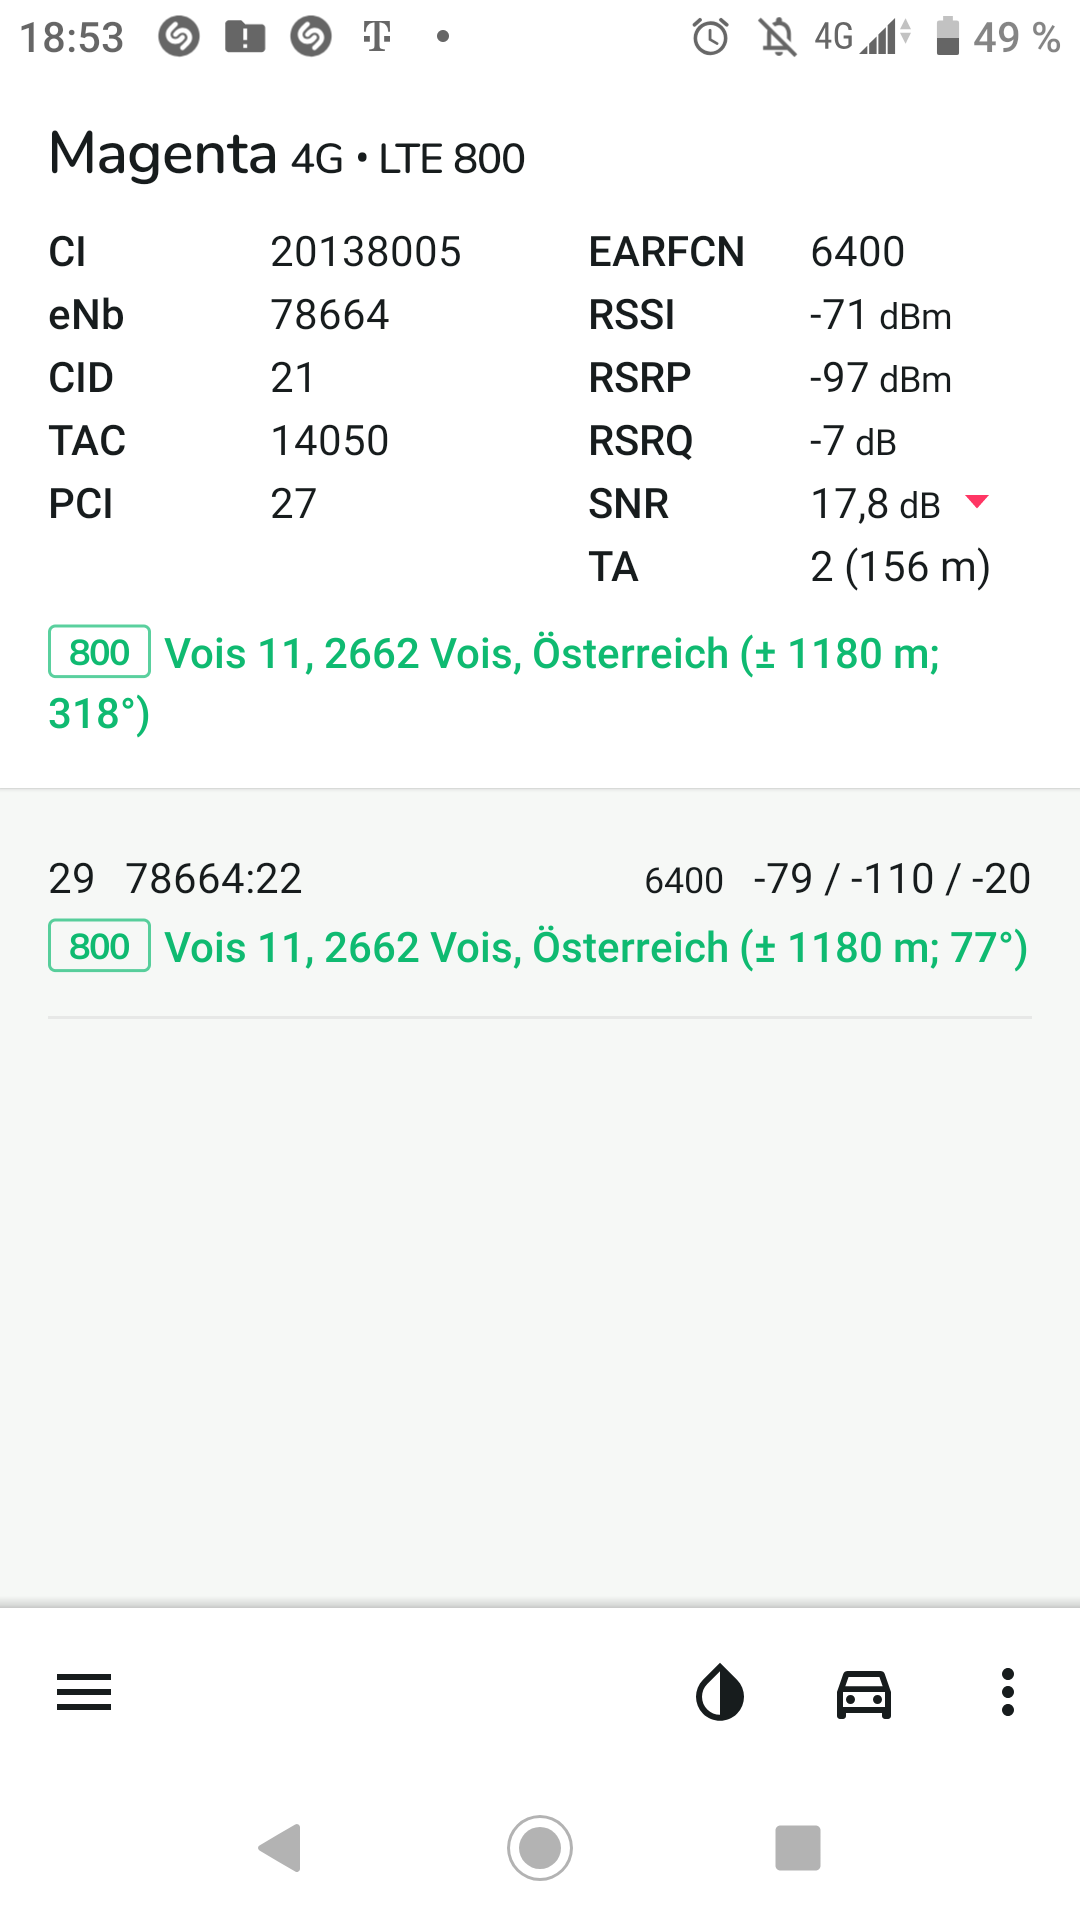 18:53 4G 49 %
Magenta 4G • LTE 800
CI 20138005 EARFCN 6400
eNb 78664 RSSI -71 dBm
CID 21 RSRP -97 dBm
TAC 14050 RSRQ -7 dB
PCI 27 SNR 17,8 dB
TA 2 (156 m)
800 Vois 11, 2662 Vois, Österreich (± 1180 m;
318°)
29 78664:22 6400 -79 / -110 / -20
800 Vois 11, 2662 Vois, Österreich (± 1180 m; 77°)